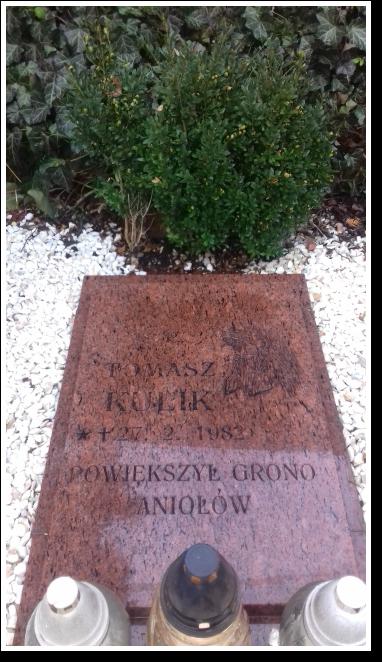 TOMASZ
KULIK
* † 27. 2. 1982
POWIĘKSZYŁ GRONO
ANIOŁÓW